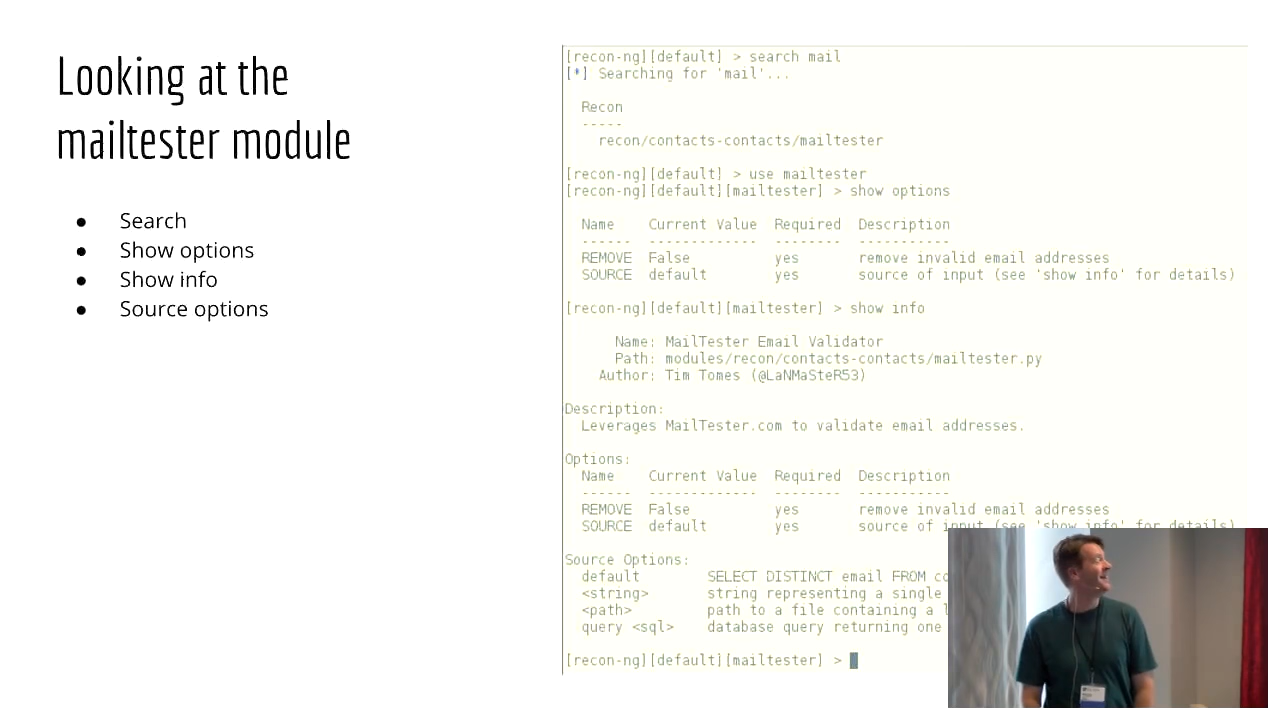 Looking at the
mailtester module
● Search
● Show options
● Show info
● Source options
[recon-ng][default] > search mail
[*] Searching for 'mail'...
Recon
-----
recon/contacts-contacts/mailtester
[recon-ng][default] > use mailtester
[recon-ng][default][mailtester] > show options
Name Current Value Required Description
------ ------------- -------- -----------
REMOVE False yes remove invalid email addresses
SOURCE default yes source of input (see 'show info' for details)
[recon-ng][default][mailtester] > show info
Name: MailTester Email Validator
Path: modules/recon/contacts-contacts/mailtester.py
Author: Tim Tomes (@LaNMaSteR53)
Description:
Leverages MailTester.com to validate email addresses.
Options:
Name Current Value Required Description
------ ------------- -------- -----------
REMOVE False yes remove invalid email addresses
SOURCE default yes source of input (see 'show info' for details)
Source Options:
default SELECT DISTINCT email FROM
<string> string representing a single
<path> path to a file containing a
query <sql> database query returning one
[recon-ng][default][mailtester] >